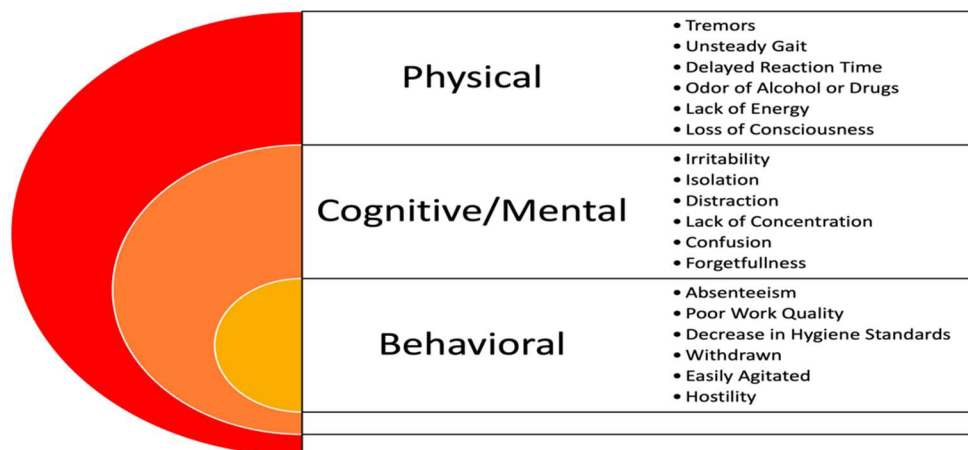 Physical
• Tremors
• Unsteady Gait
• Delayed Reaction Time
• Odor of Alcohol or Drugs
• Lack of Energy
• Loss of Consciousness
Cognitive/Mental
• Irritability
• Isolation
• Distraction
• Lack of Concentration
• Confusion
• Forgetfullness
Behavioral
• Absenteeism
• Poor Work Quality
• Decrease in Hygiene Standards
• Withdrawn
• Easily Agitated
• Hostility